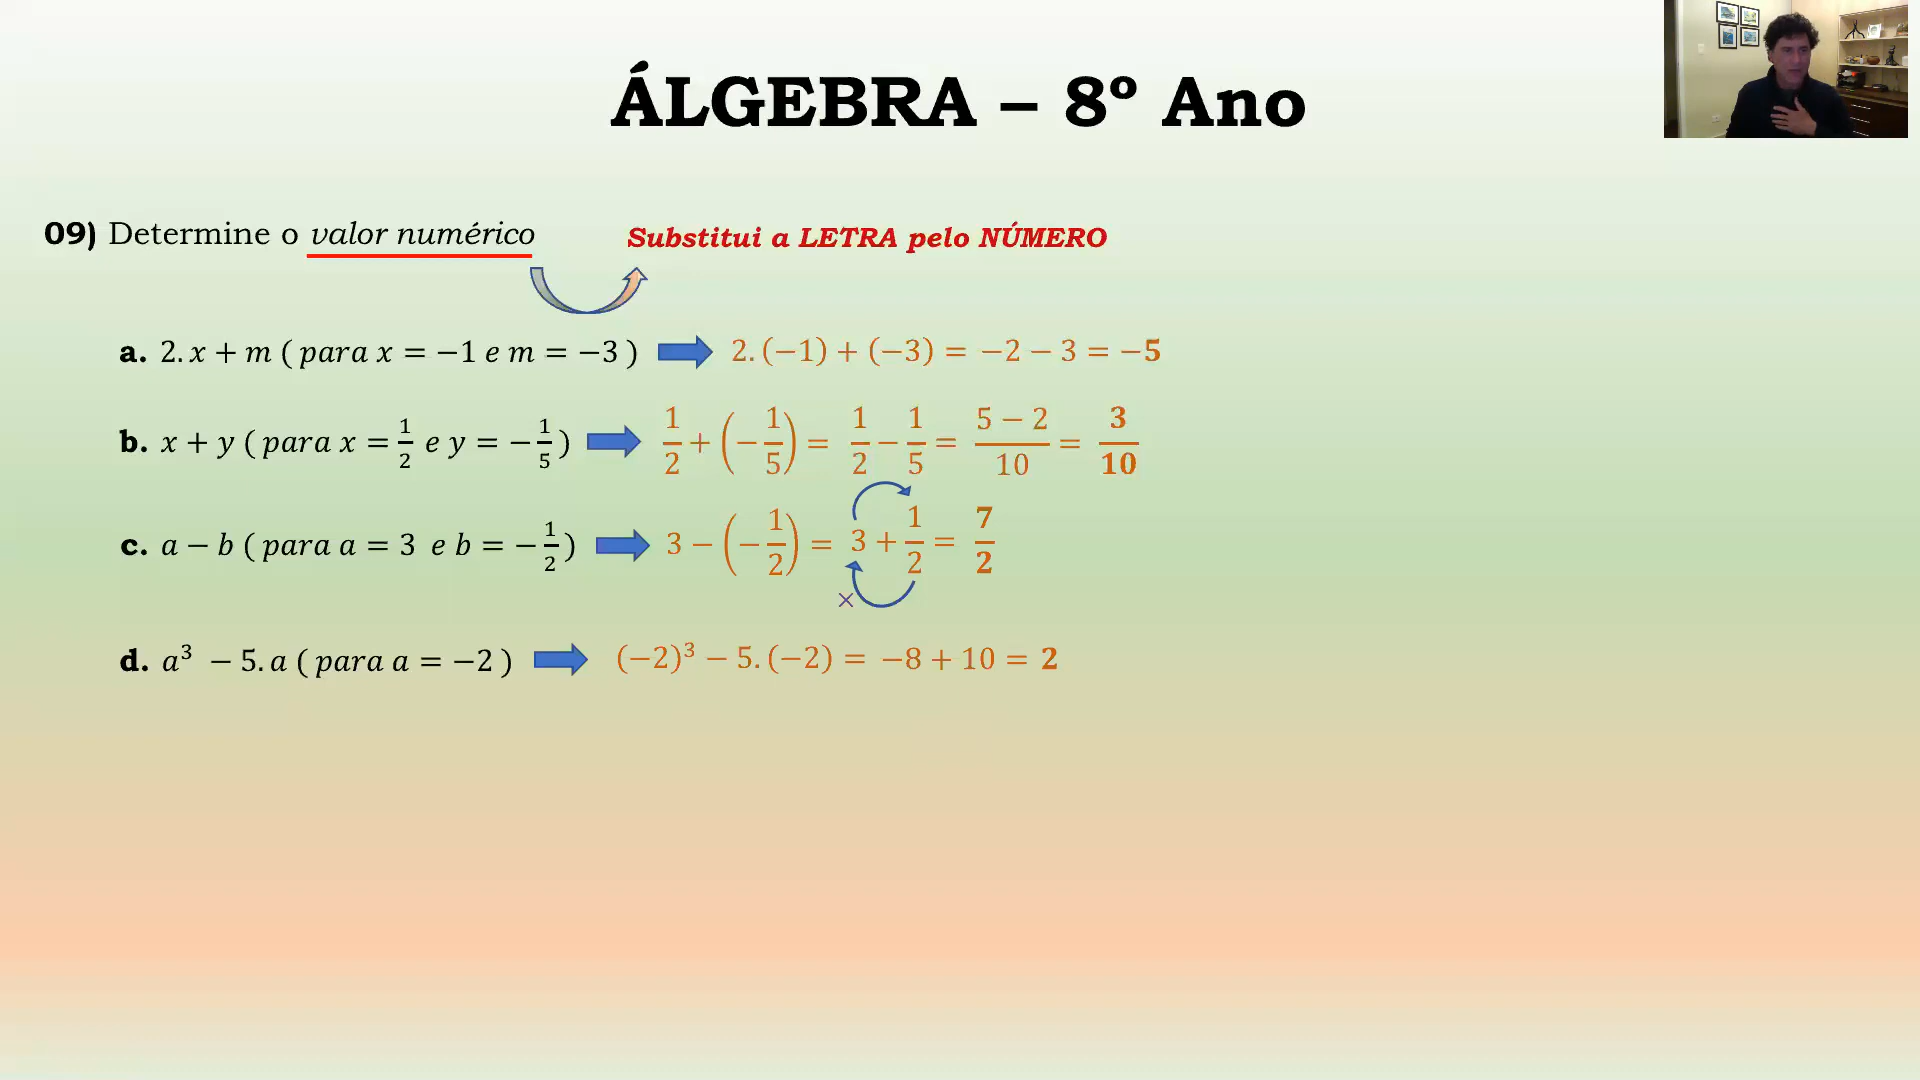 ÁLGEBRA – 8º Ano
09) Determine o valor numérico
Substitui a LETRA pelo NÚMERO
a. 2. x + m ( para x = −1 e m = −3 ) 2. (−1) + (−3) = −2 − 3 = −5
b. x + y ( para x = 1/2 e y = − 1/5 ) 1/2 + (− 1/5) = 1/2 − 1/5 = (5 − 2)/10 = 3/10
c. a − b ( para a = 3 e b = − 1/2 ) 3 − (− 1/2) = 3 + 1/2 = 7/2
×
d. a³ − 5. a ( para a = −2 ) (−2)³ − 5. (−2) = −8 + 10 = 2